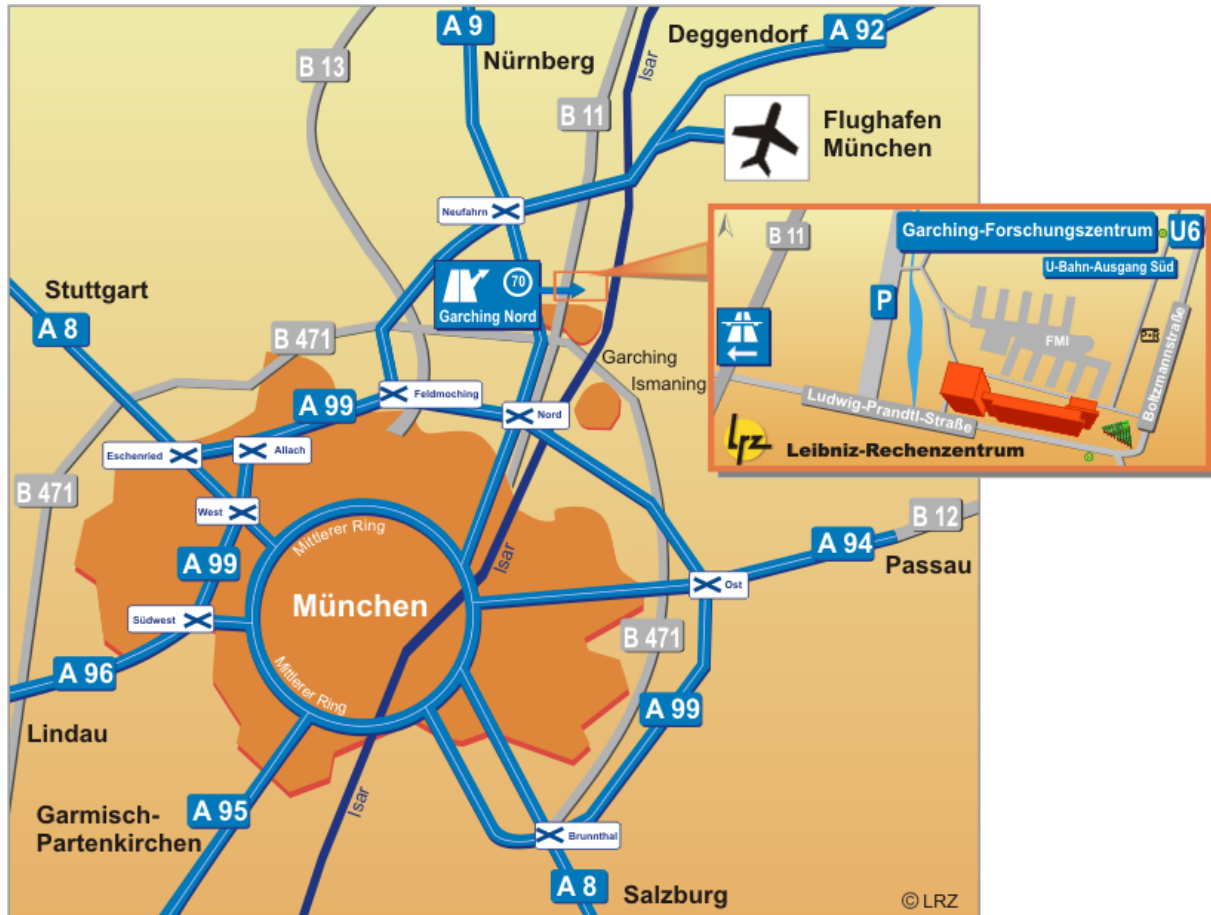 A 9
Nürnberg
Deggendorf
A 92
B 13
Isar
B 11
Flughafen
München
Neufahrn
70
Garching Nord
Stuttgart
A 8
B 471
Garching
Ismaning
Feldmoching
A 99
Nord
Eschenried
Allach
B 471
West
Mittlerer Ring
A 99
Isar
B 12
A 94
Passau
Ost
München
Südwest
B 471
A 96
Mittlerer Ring
A 99
Lindau
Isar
A 95
Garmisch-
Partenkirchen
Brunnthal
A 8
Salzburg
© LRZ
B 11
Garching-Forschungszentrum
U6
U-Bahn-Ausgang Süd
P
FMI
Boltzmannstraße
Ludwig-Prandtl-Straße
lrz
Leibniz-Rechenzentrum